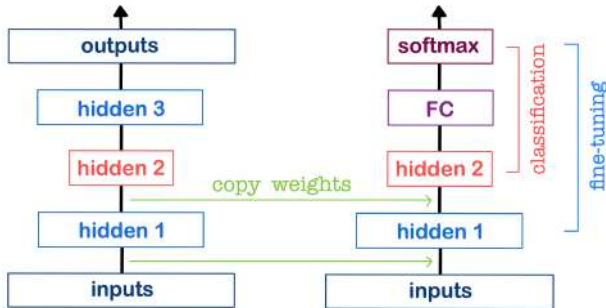 outputs
hidden 3
hidden 2
hidden 1
inputs
copy weights
softmax
FC
hidden 2
hidden 1
inputs
classification
fine-tuning